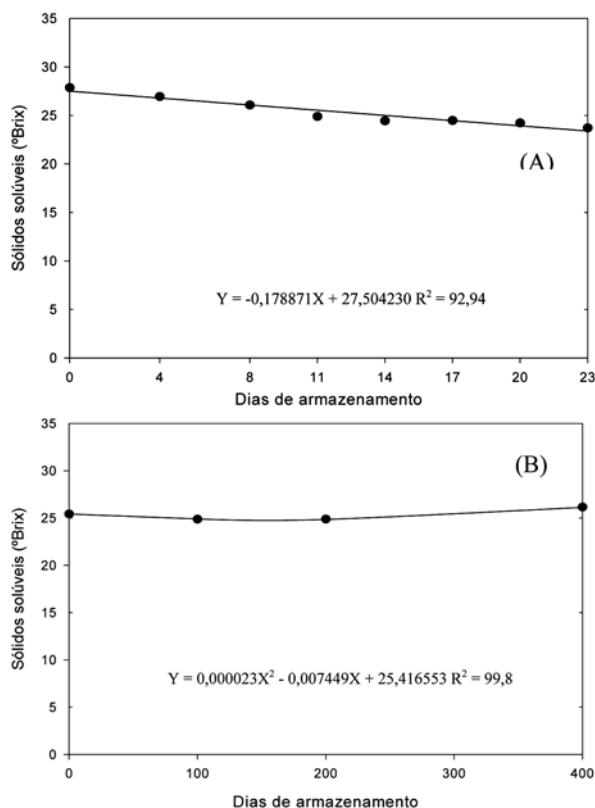 35
30
25
20
15
10
5
0
Sólidos solúveis (ºBrix)
(A)
Y = -0,178871X + 27,504230 R² = 92,94
0 4 8 11 14 17 20 23
Dias de armazenamento
35
30
25
20
15
10
5
0
Sólidos solúveis (ºBrix)
(B)
Y = 0,000023X² - 0,007449X + 25,416553 R² = 99,8
0 100 200 300 400
Dias de armazenamento